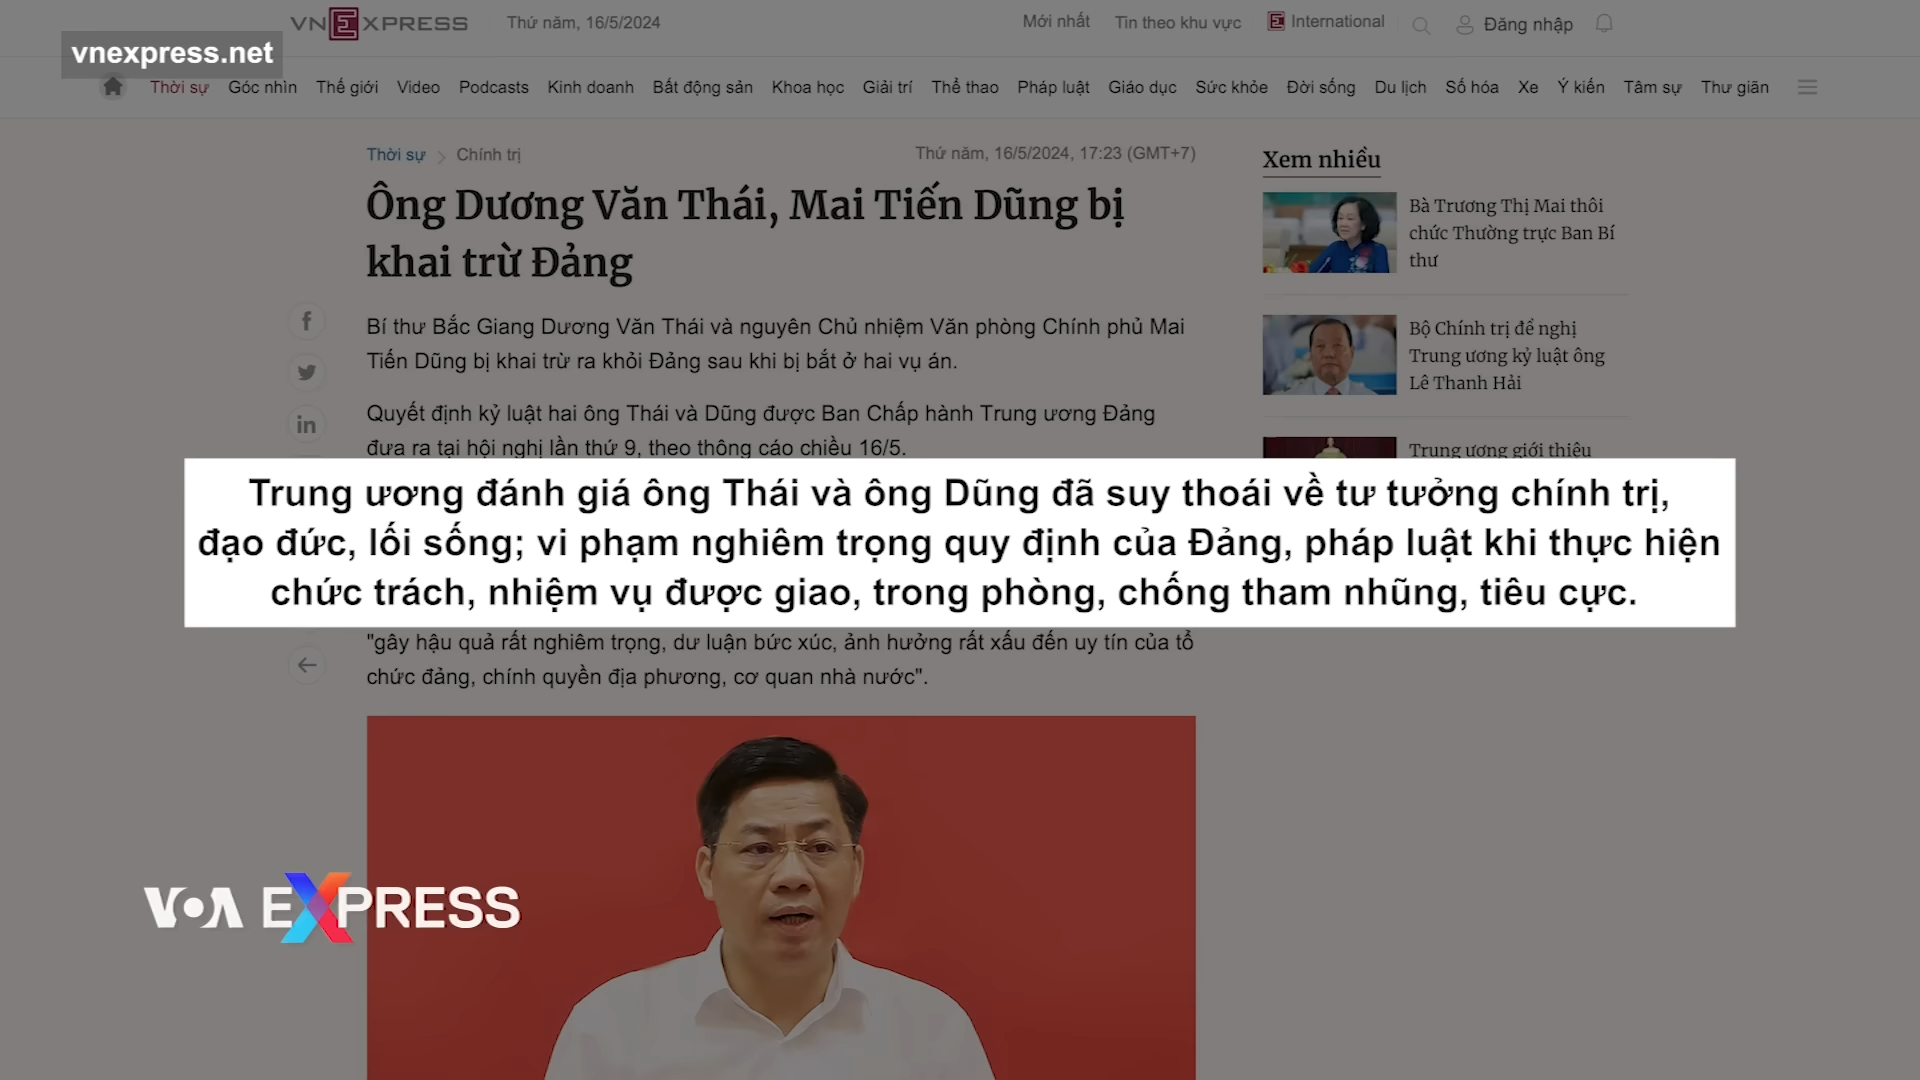 vnexpress.net
VNEXPRESS
Thứ năm, 16/5/2024
Mới nhất
Tin theo khu vực
E International
Đăng nhập
Thời sự Góc nhìn Thế giới Video Podcasts Kinh doanh Bất động sản Khoa học Giải trí Thể thao Pháp luật Giáo dục Sức khỏe Đời sống Du lịch Số hóa Xe Ý kiến Tâm sự Thư giãn
Thời sự > Chính trị
Thứ năm, 16/5/2024, 17:23 (GMT+7)
Ông Dương Văn Thái, Mai Tiến Dũng bị
khai trừ Đảng
Bí thư Bắc Giang Dương Văn Thái và nguyên Chủ nhiệm Văn phòng Chính phủ Mai
Tiến Dũng bị khai trừ ra khỏi Đảng sau khi bị bắt ở hai vụ án.
Quyết định kỷ luật hai ông Thái và Dũng được Ban Chấp hành Trung ương Đảng
đưa ra tại hội nghị lần thứ 9, theo thông cáo chiều 16/5.
Trung ương đánh giá ông Thái và ông Dũng đã suy thoái về tư tưởng chính trị,
đạo đức, lối sống; vi phạm nghiêm trọng quy định của Đảng, pháp luật khi thực hiện
chức trách, nhiệm vụ được giao, trong phòng, chống tham nhũng, tiêu cực.
"gây hậu quả rất nghiêm trọng, dư luận bức xúc, ảnh hưởng rất xấu đến uy tín của tổ
chức đảng, chính quyền địa phương, cơ quan nhà nước".
Xem nhiều
Bà Trương Thị Mai thôi
chức Thường trực Ban Bí
thư
Bộ Chính trị đề nghị
Trung ương kỷ luật ông
Lê Thanh Hải
Trung ương giới thiệu
VOA EXPRESS